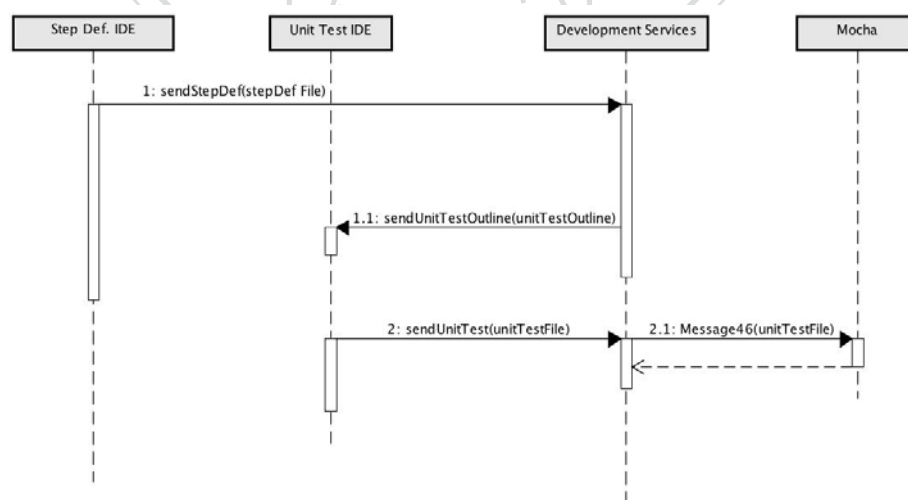 Step Def. IDE
Unit Test IDE
Development Services
Mocha
1: sendStepDef(stepDef File)
1.1: sendUnitTestOutline(unitTestOutline)
2: sendUnitTest(unitTestFile)
2.1: Message46(unitTestFile)